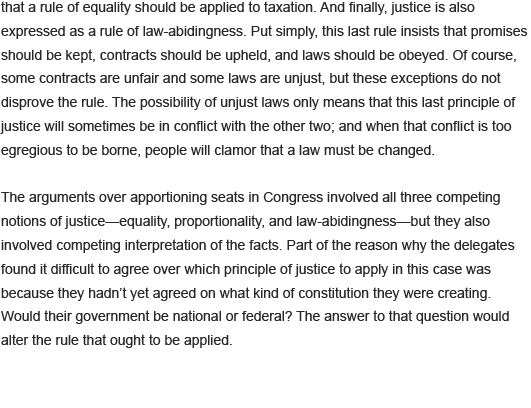 that a rule of equality should be applied to taxation. And finally, justice is also
expressed as a rule of law-abidingness. Put simply, this last rule insists that promises
should be kept, contracts should be upheld, and laws should be obeyed. Of course,
some contracts are unfair and some laws are unjust, but these exceptions do not
disprove the rule. The possibility of unjust laws only means that this last principle of
justice will sometimes be in conflict with the other two; and when that conflict is too
egregious to be borne, people will clamor that a law must be changed.
The arguments over apportioning seats in Congress involved all three competing
notions of justice—equality, proportionality, and law-abidingness—but they also
involved competing interpretation of the facts. Part of the reason why the delegates
found it difficult to agree over which principle of justice to apply in this case was
because they hadn’t yet agreed on what kind of constitution they were creating.
Would their government be national or federal? The answer to that question would
alter the rule that ought to be applied.